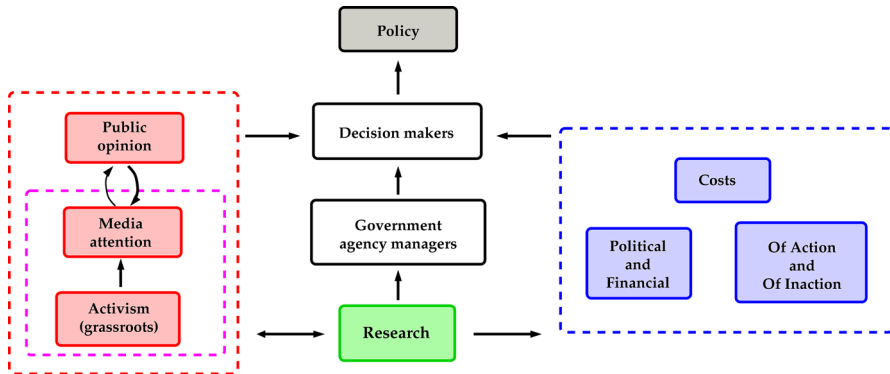 Policy
Public
opinion
Decision makers
Costs
Media
attention
Government
agency managers
Political
and
Financial
Of Action
and
Of Inaction
Activism
(grassroots)
Research